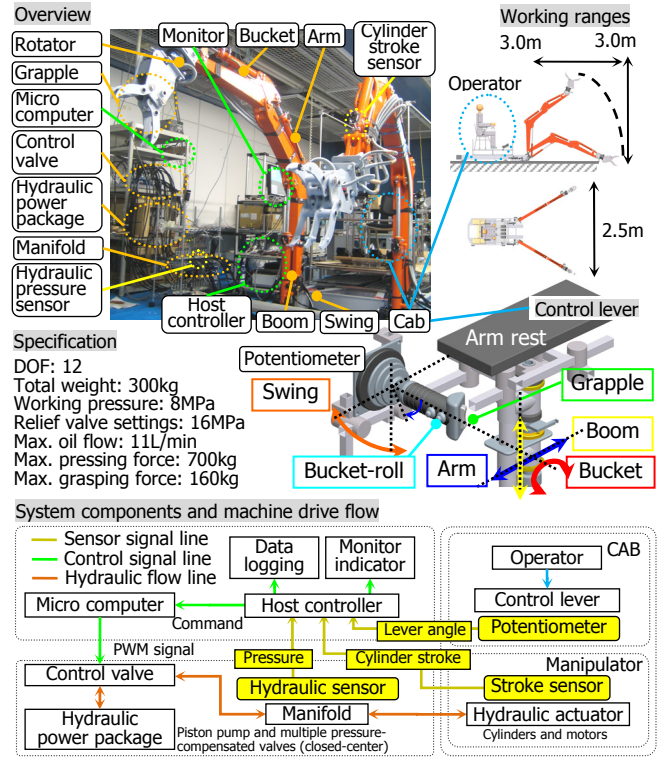 Overview
Rotator
Grapple
Micro
computer
Control
valve
Hydraulic
power
package
Manifold
Hydraulic
pressure
sensor
Monitor
Bucket
Arm
Cylinder
stroke
sensor
Host
controller
Boom
Swing
Cab
Working ranges
3.0m
3.0m
Operator
2.5m
Control lever
Specification
DOF: 12
Total weight: 300kg
Working pressure: 8MPa
Relief valve settings: 16MPa
Max. oil flow: 11L/min
Max. pressing force: 700kg
Max. grasping force: 160kg
Arm rest
Potentiometer
Swing
Grapple
Boom
Bucket-roll
Arm
Bucket
System components and machine drive flow
Sensor signal line
Control signal line
Hydraulic flow line
Data
logging
Monitor
indicator
Operator
CAB
Micro computer
Command
Host controller
Control lever
Lever angle
Potentiometer
PWM signal
Pressure
Cylinder stroke
Manipulator
Control valve
Hydraulic sensor
Stroke sensor
Hydraulic
power package
Manifold
Hydraulic actuator
Piston pump and multiple pressure-
compensated valves (closed-center)
Cylinders and motors